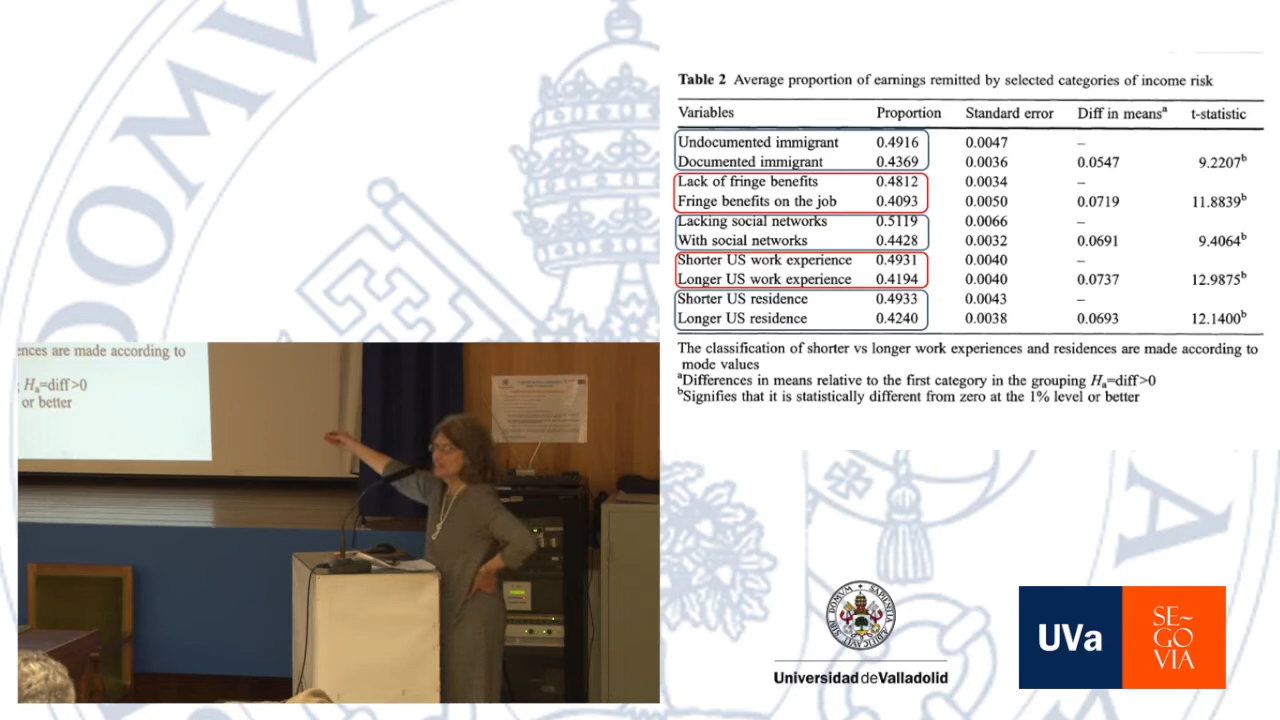 DOMVS
Table 2 Average proportion of earnings remitted by selected categories of income risk
Variables Proportion Standard error Diff in meansᵃ t-statistic
Undocumented immigrant 0.4916 0.0047 –
Documented immigrant 0.4369 0.0036 0.0547 9.2207ᵇ
Lack of fringe benefits 0.4812 0.0034 –
Fringe benefits on the job 0.4093 0.0050 0.0719 11.8839ᵇ
Lacking social networks 0.5119 0.0066 –
With social networks 0.4428 0.0032 0.0691 9.4064ᵇ
Shorter US work experience 0.4931 0.0040 –
Longer US work experience 0.4194 0.0040 0.0737 12.9875ᵇ
Shorter US residence 0.4933 0.0043 –
Longer US residence 0.4240 0.0038 0.0693 12.1400ᵇ
The classification of shorter vs longer work experiences and residences are made according to
mode values
ᵃDifferences in means relative to the first category in the grouping Hₐ=diff>0
ᵇSignifies that it is statistically different from zero at the 1% level or better
ences are made according to
Hₐ=diff>0
or better
A
Universidad de Valladolid
UVa
SE~
GO
VIA